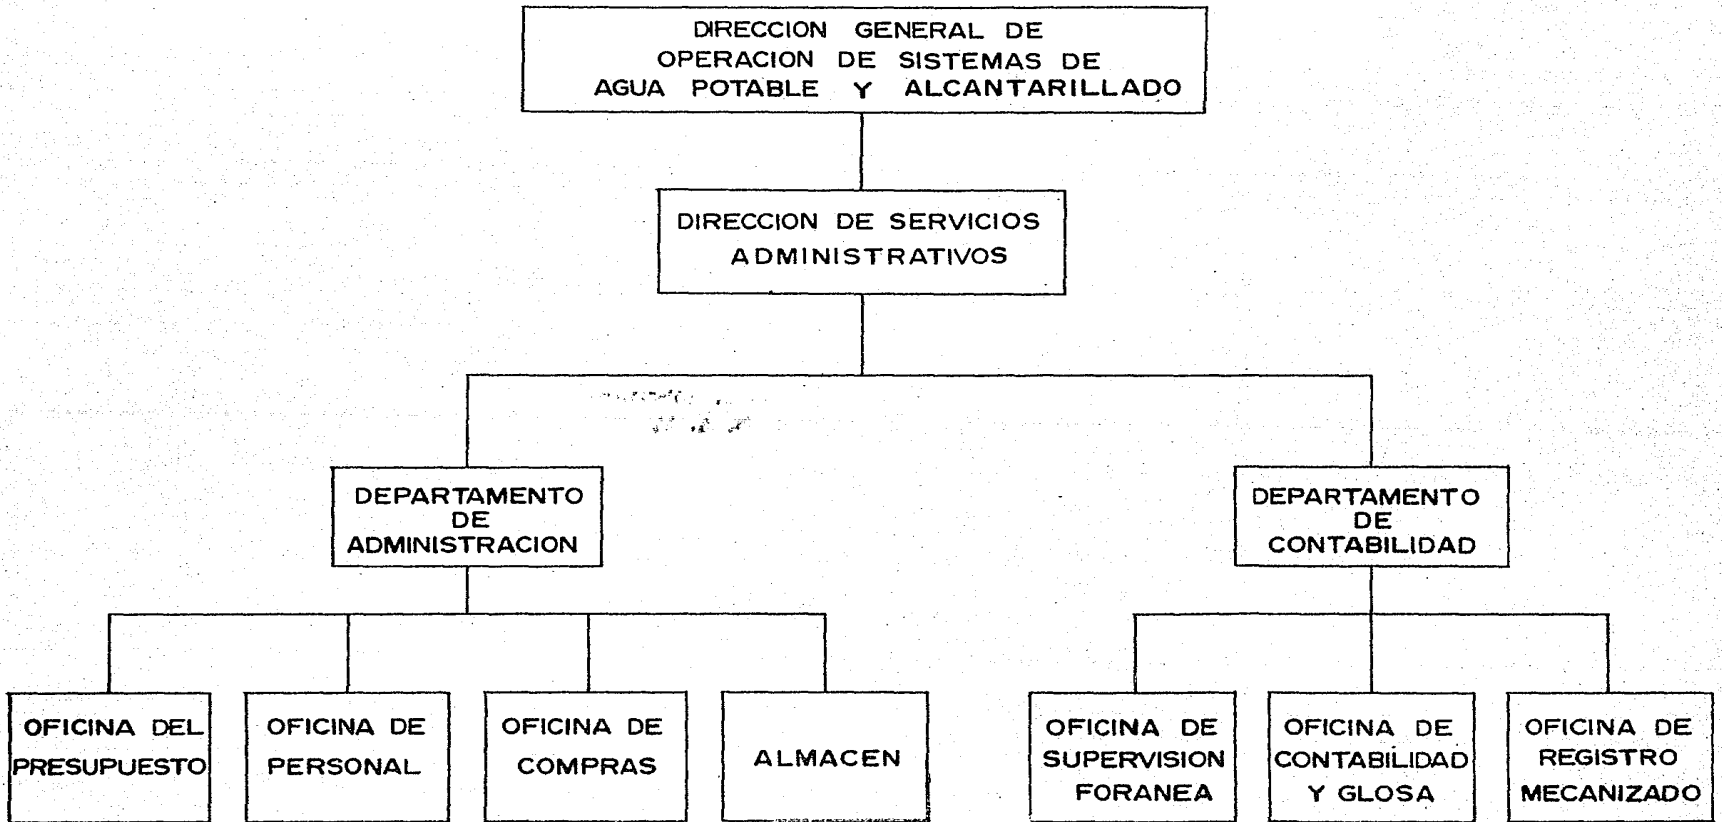 DIRECCION GENERAL DE
OPERACION DE SISTEMAS DE
AGUA POTABLE Y ALCANTARILLADO
DIRECCION DE SERVICIOS
ADMINISTRATIVOS
DEPARTAMENTO
DE
ADMINISTRACION
DEPARTAMENTO
DE
CONTABILIDAD
OFICINA DEL
PRESUPUESTO
OFICINA DE
PERSONAL
OFICINA DE
COMPRAS
ALMACEN
OFICINA DE
SUPERVISION
FORANEA
OFICINA DE
CONTABILIDAD
Y GLOSA
OFICINA DE
REGISTRO
MECANIZADO